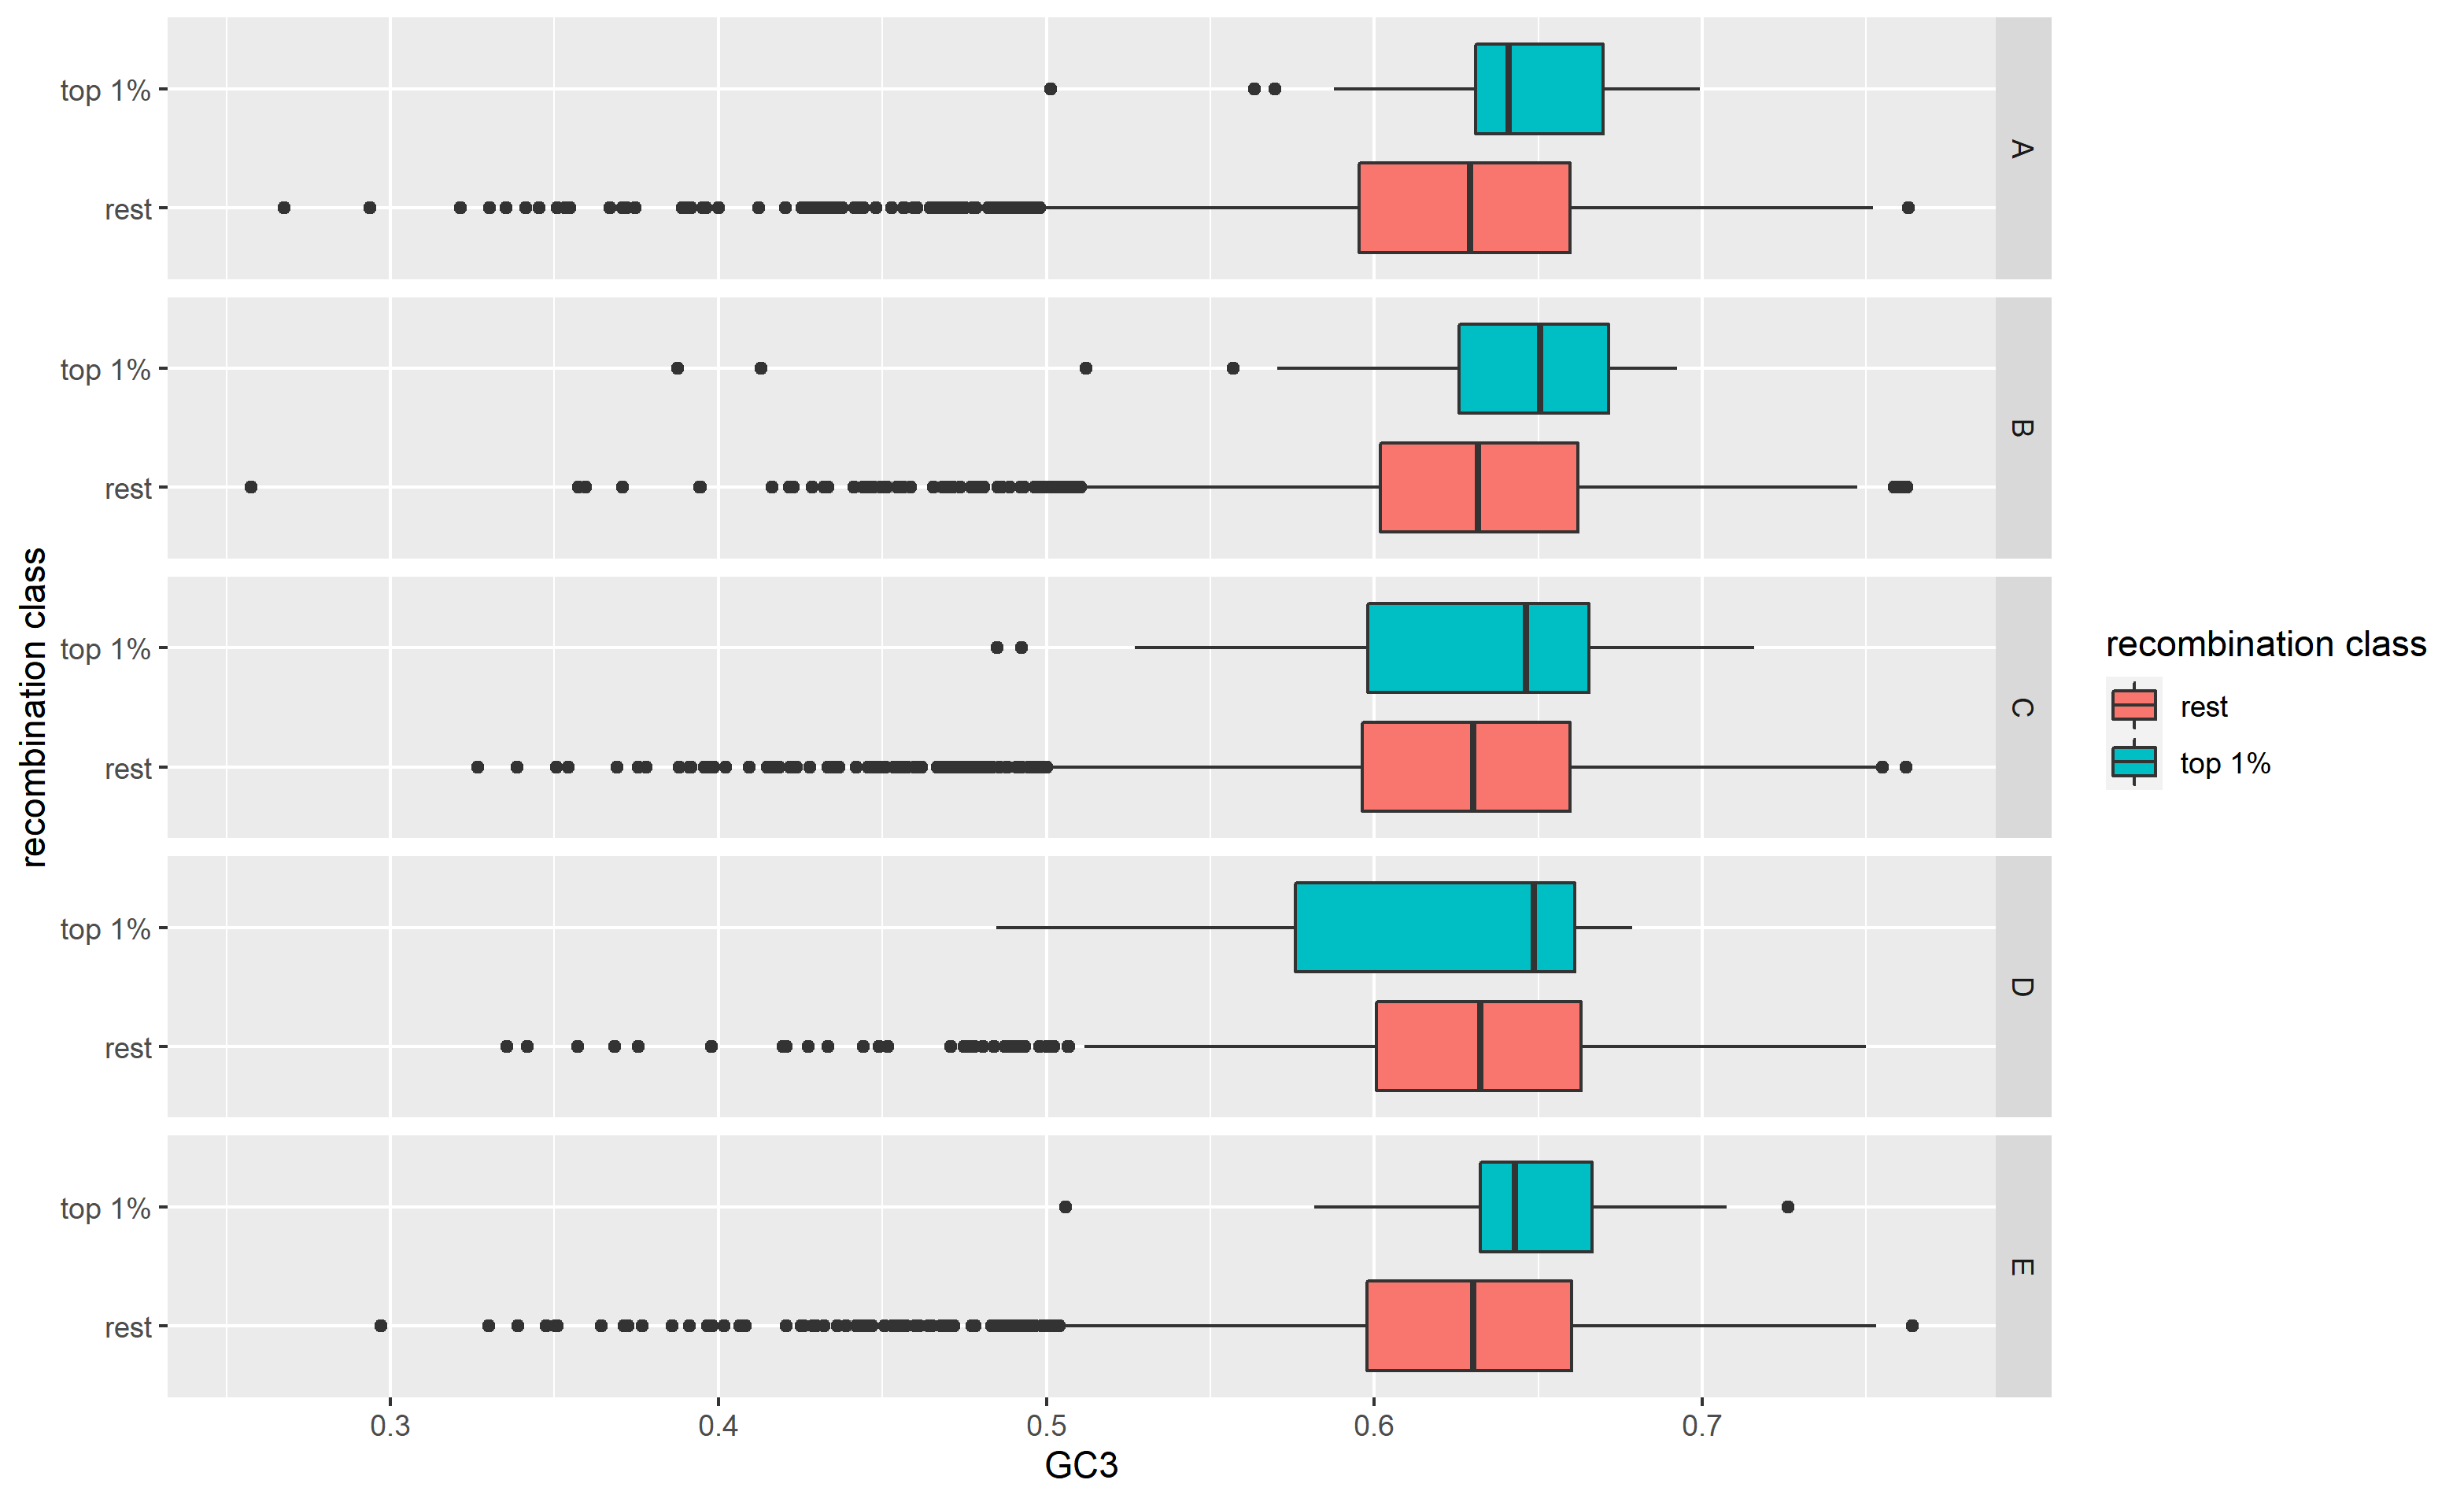 top 1%
rest
A
top 1%
rest
B
top 1%
rest
C
top 1%
rest
D
top 1%
rest
E
0.3 0.4 0.5 0.6 0.7
GC3
recombination class
recombination class
rest
top 1%